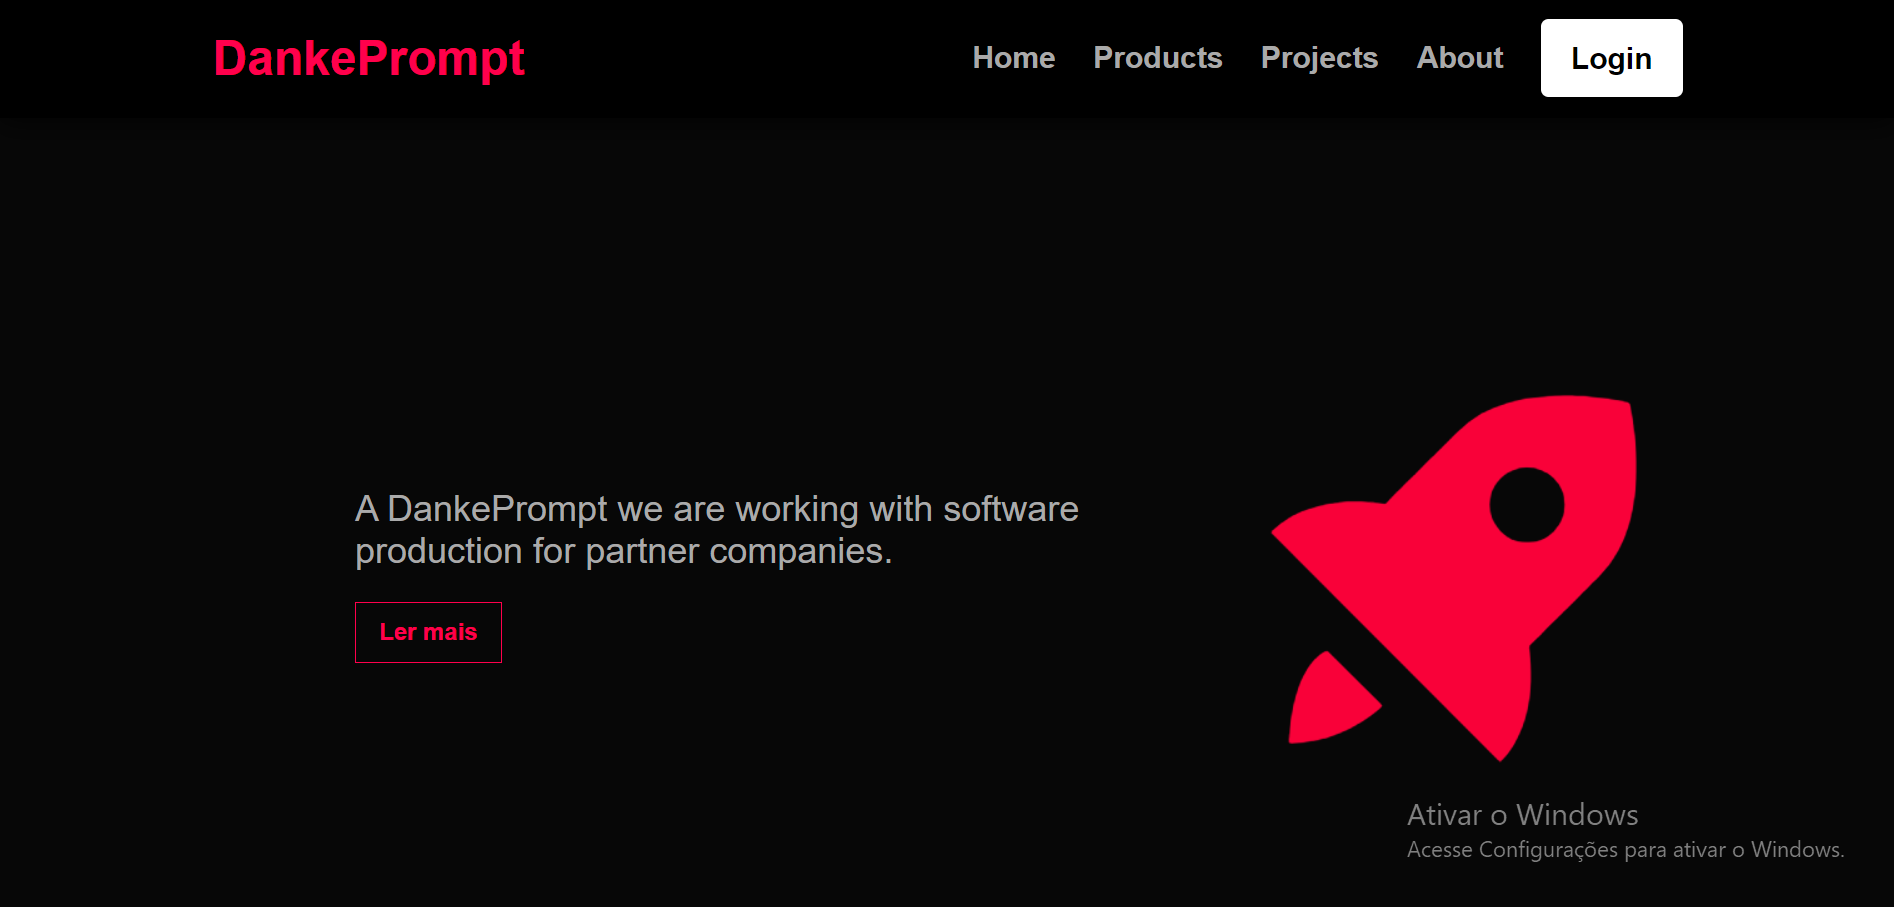 DankePrompt
Home Products Projects About Login
A DankePrompt we are working with software
production for partner companies.
Ler mais
Ativar o Windows
Acesse Configurações para ativar o Windows.